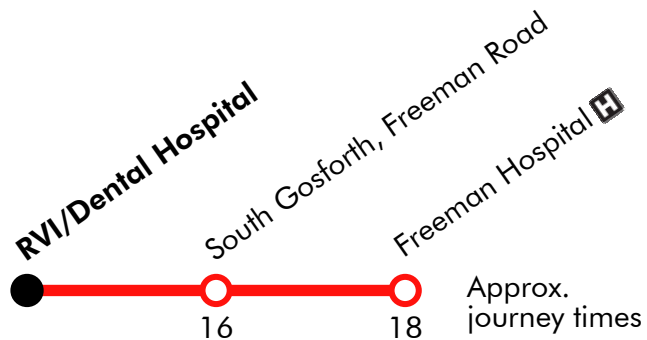 RVI/Dental Hospital
South Gosforth, Freeman Road
Freeman Hospital H
16
18
Approx.
journey times